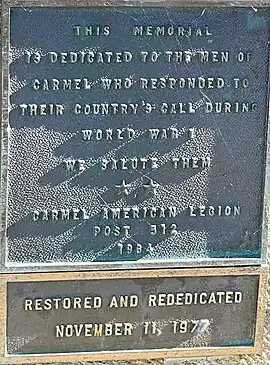 THIS MEMORIAL
IS DEDICATED TO THE MEN OF
CARMEL WHO RESPONDED TO
THEIR COUNTRY'S CALL DURING
WORLD WAR I
WE SALUTE THEM
CARMEL AMERICAN LEGION
POST 512
RESTORED AND REDEDICATED
NOVEMBER 11, 1977